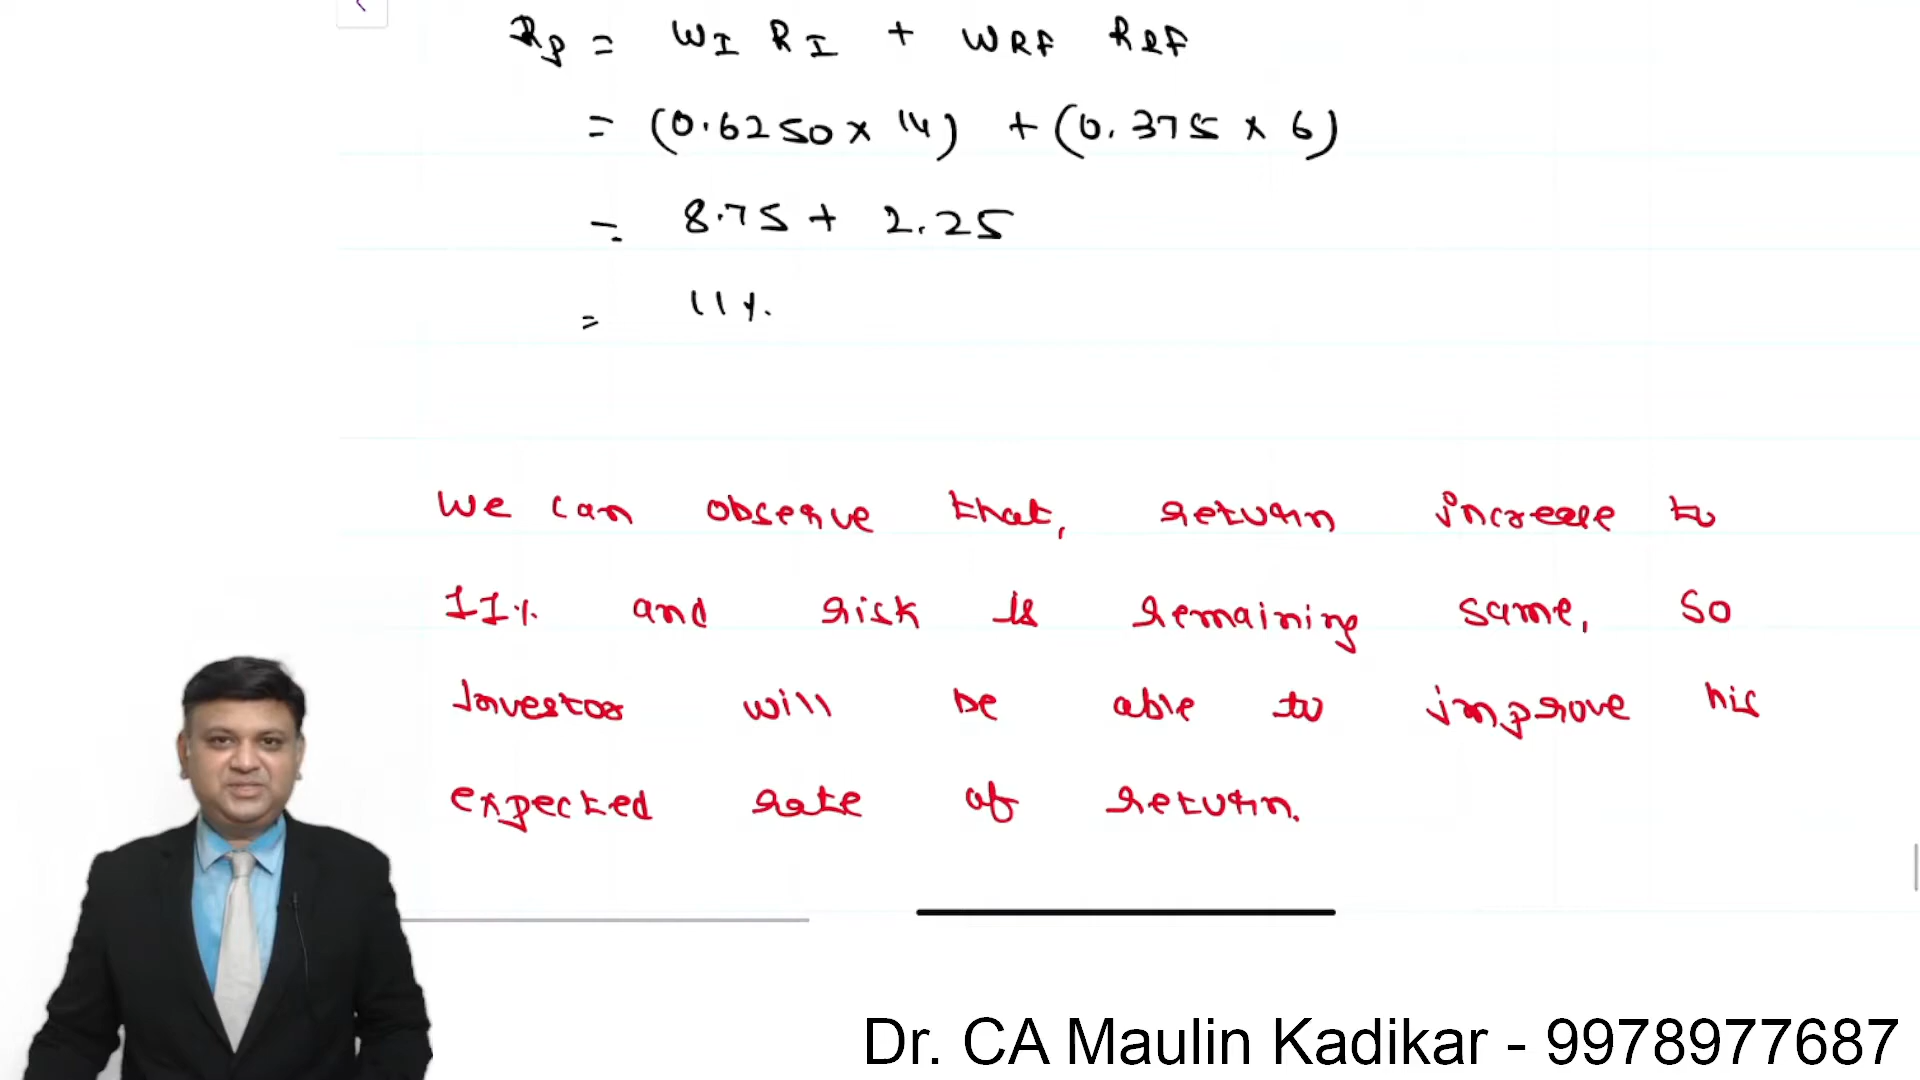 Rp = WI RI + WRF RRF
= (0.6250 x 14) + (0.375 x 6)
= 8.75 + 2.25
= 11%
We can observe that, return increase to
11% and risk is remaining same, so
Investor will be able to improve his
expected rate of return.
Dr. CA Maulin Kadikar - 9978977687